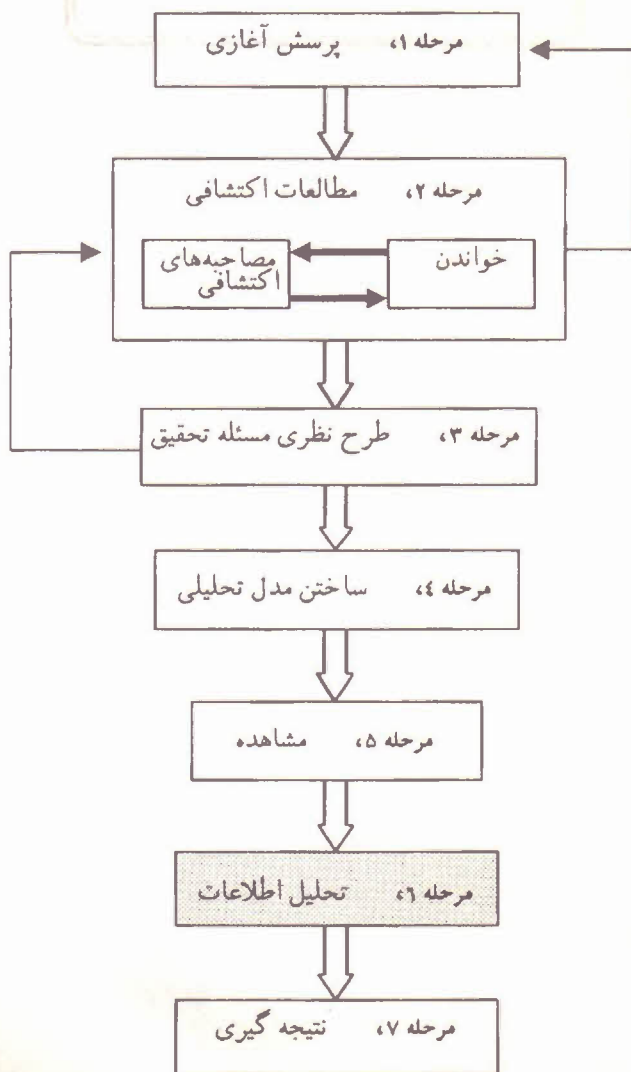 مرحله ۱، پرسش آغازی
مرحله ۲، مطالعات اکتشافی
خواندن
مصاحبه‌های
اکتشافی
مرحله ۳، طرح نظری مسئله تحقیق
مرحله ٤، ساختن مدل تحلیلی
مرحله ۵، مشاهده
مرحله ٦، تحلیل اطلاعات
مرحله ۷، نتیجه گیری